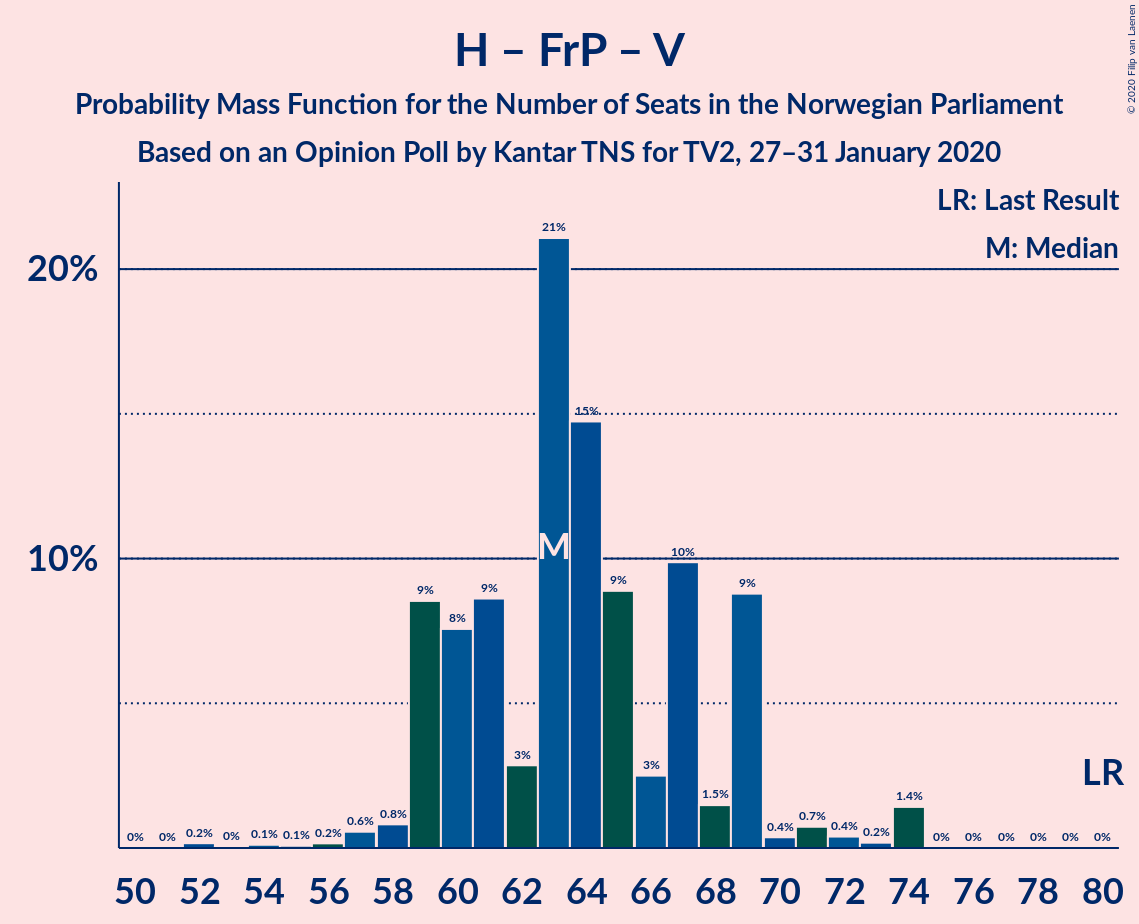 H – FrP – V
Probability Mass Function for the Number of Seats in the Norwegian Parliament
Based on an Opinion Poll by Kantar TNS for TV2, 27–31 January 2020
© 2020 Filip van Laenen
LR: Last Result
M: Median
20%
10%
0% 0% 0.2% 0% 0.1% 0.1% 0.2% 0.6% 0.8% 9% 8% 9% 3% 21% 15% 9% 3% 10% 1.5% 9% 0.4% 0.7% 0.4% 0.2% 1.4% 0% 0% 0% 0% 0% 0%
M
LR
50 52 54 56 58 60 62 64 66 68 70 72 74 76 78 80